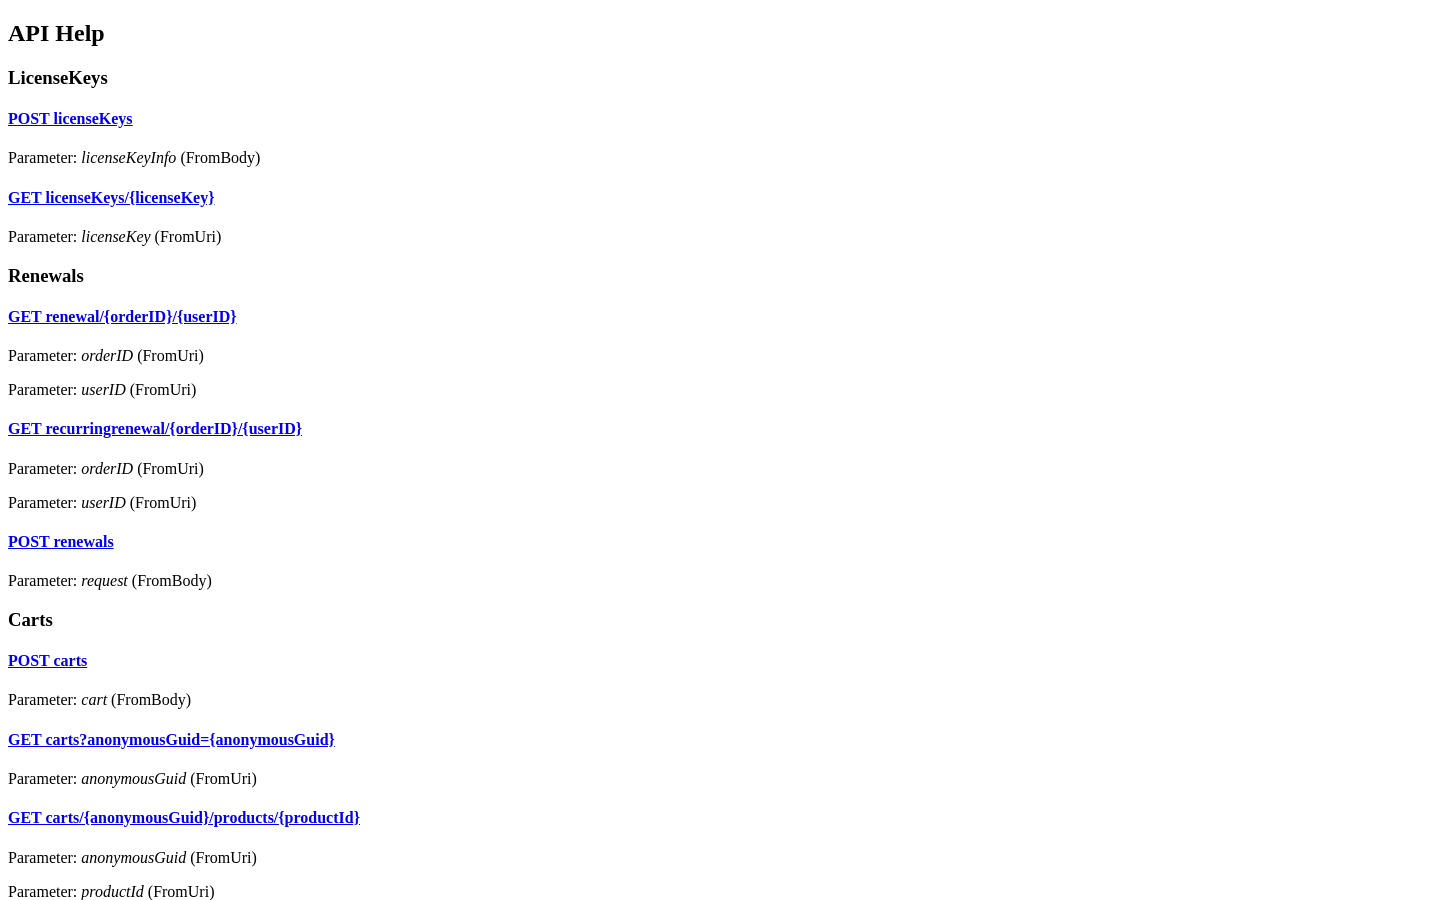 API Help
LicenseKeys
POST licenseKeys
Parameter: licenseKeyInfo (FromBody)
GET licenseKeys/{licenseKey}
Parameter: licenseKey (FromUri)
Renewals
GET renewal/{orderID}/{userID}
Parameter: orderID (FromUri)
Parameter: userID (FromUri)
GET recurringrenewal/{orderID}/{userID}
Parameter: orderID (FromUri)
Parameter: userID (FromUri)
POST renewals
Parameter: request (FromBody)
Carts
POST carts
Parameter: cart (FromBody)
GET carts?anonymousGuid={anonymousGuid}
Parameter: anonymousGuid (FromUri)
GET carts/{anonymousGuid}/products/{productId}
Parameter: anonymousGuid (FromUri)
Parameter: productId (FromUri)